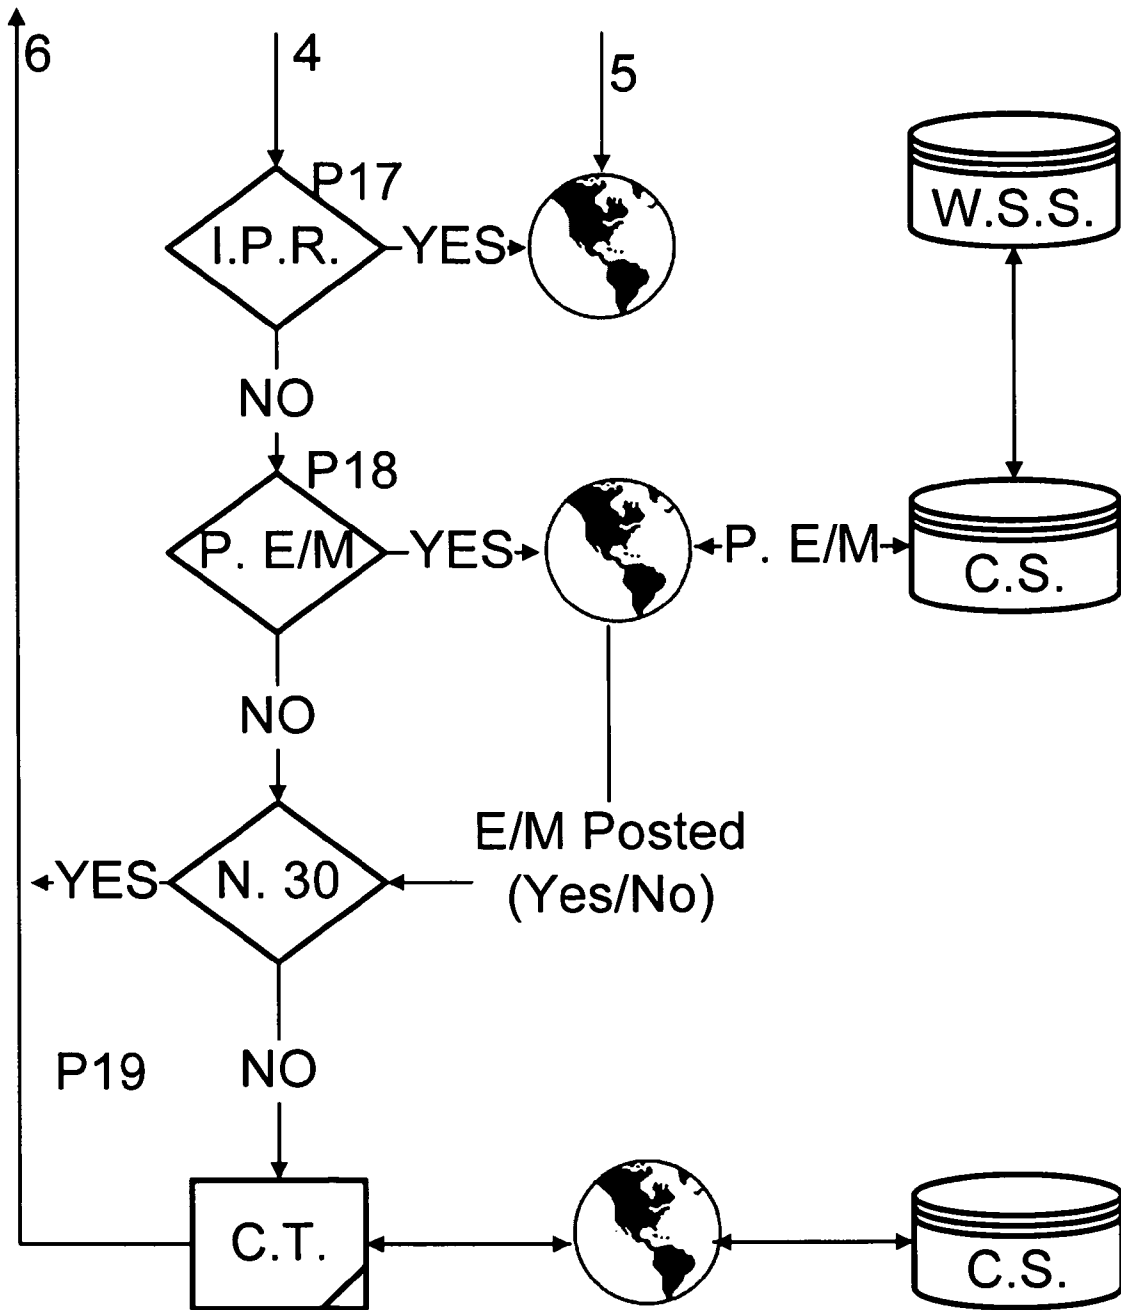 6
4
5
P17
W.S.S.
I.P.R.
YES
NO
P18
P. E/M
YES
P. E/M
C.S.
NO
E/M Posted
(Yes/No)
YES
N. 30
P19
NO
C.T.
C.S.